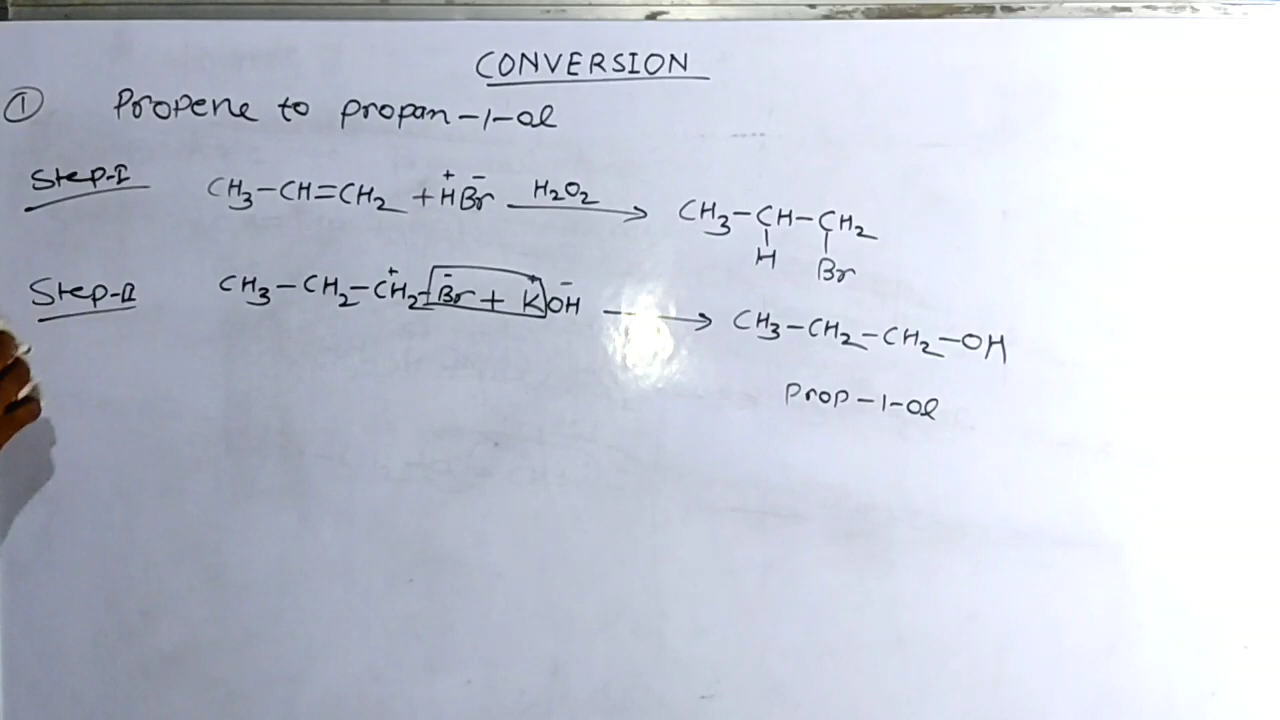 CONVERSION
① Propene to propan-1-ol
Step-I CH₃-CH=CH₂ + H⁺Br⁻ H₂O₂ → CH₃-CH-CH₂
H Br
Step-II CH₃-CH₂-C⁺H₂-Br⁻ + K⁺OH⁻ → CH₃-CH₂-CH₂-OH
Prop-1-ol